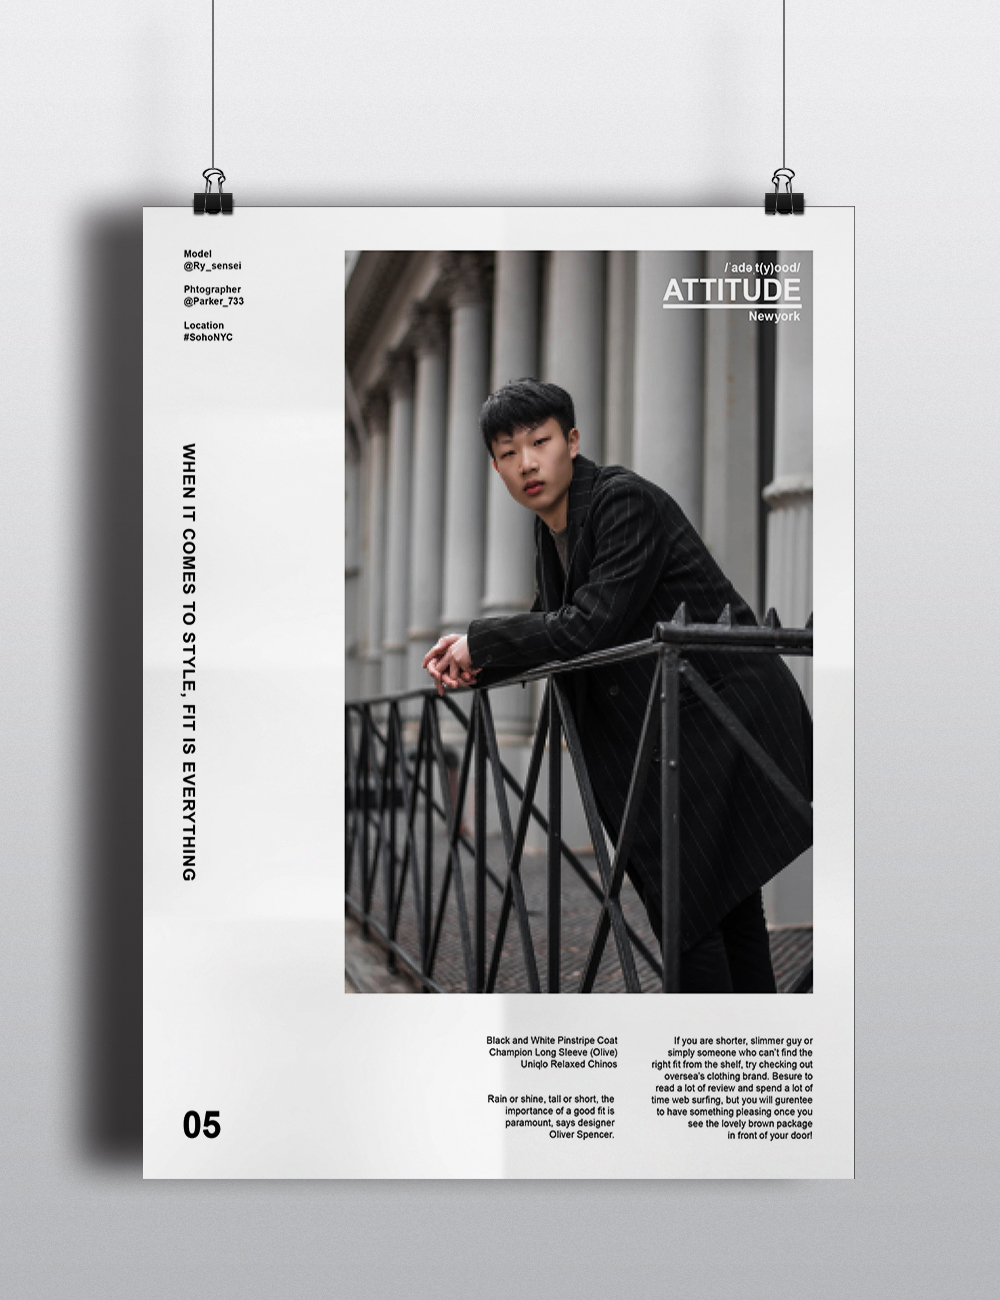 Model
@Ry_sensei
Phtographer
@Parker_733
Location
#SohoNYC
/ˈadəˌt(y)ood/
ATTITUDE
Newyork
WHEN IT COMES TO STYLE, FIT IS EVERYTHING
Black and White Pinstripe Coat
Champion Long Sleeve (Olive)
Uniqlo Relaxed Chinos
Rain or shine, tall or short, the
importance of a good fit is
paramount, says designer
Oliver Spencer.
If you are shorter, slimmer guy or
simply someone who can't find the
right fit from the shelf, try checking out
oversea's clothing brand. Besure to
read a lot of review and spend a lot of
time web surfing, but you will gurentee
to have something pleasing once you
see the lovely brown package
in front of your door!
05